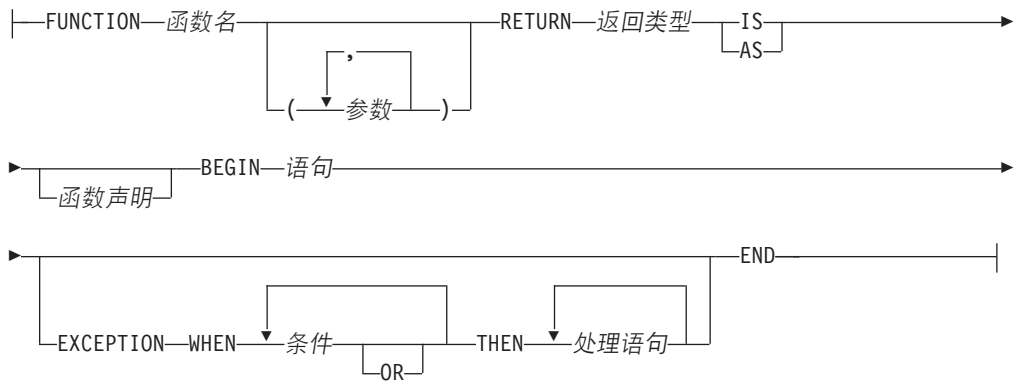 FUNCTION 函数名 RETURN 返回类型 IS
, AS
( 参数 )
BEGIN 语句
函数声明
END
EXCEPTION WHEN 条件 THEN 处理语句
OR